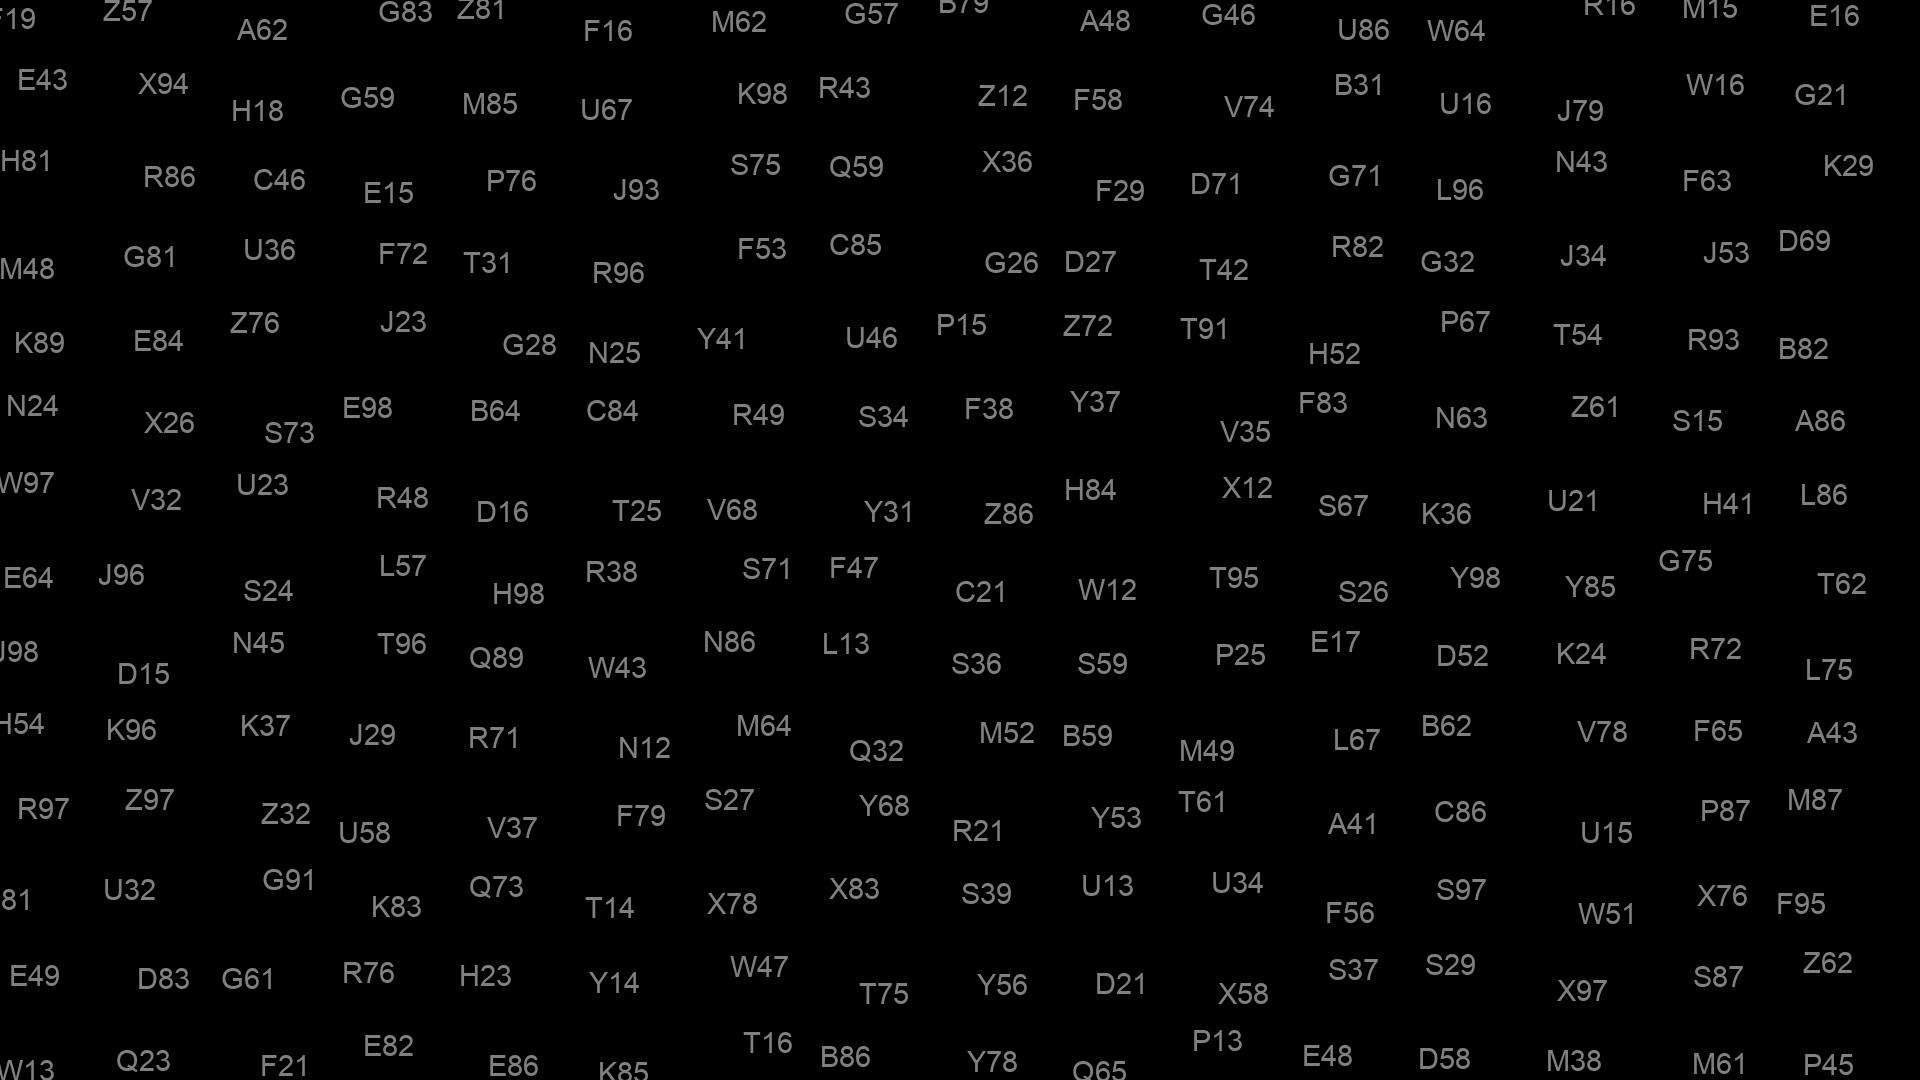 Z57 A62 G83 Z81 F16 M62 G57 B79 A48 G46 U86 W64 R16 M15 E16
E43 X94 H18 G59 M85 U67 K98 R43 Z12 F58 V74 B31 U16 J79 W16 G21
H81 R86 C46 E15 P76 J93 S75 Q59 X36 F29 D71 G71 L96 N43 F63 K29
M48 G81 U36 F72 T31 R96 F53 C85 G26 D27 T42 R82 G32 J34 J53 D69
K89 E84 Z76 J23 G28 N25 Y41 U46 P15 Z72 T91 H52 P67 T54 R93 B82
N24 X26 S73 E98 B64 C84 R49 S34 F38 Y37 V35 F83 N63 Z61 S15 A86
W97 V32 U23 R48 D16 T25 V68 Y31 Z86 H84 X12 S67 K36 U21 H41 L86
E64 J96 S24 L57 H98 R38 S71 F47 C21 W12 T95 S26 Y98 Y85 G75 T62
D15 N45 T96 Q89 W43 N86 L13 S36 S59 P25 E17 D52 K24 R72 L75
H54 K96 K37 J29 R71 N12 M64 Q32 M52 B59 M49 L67 B62 V78 F65 A43
R97 Z97 Z32 U58 V37 F79 S27 Y68 R21 Y53 T61 A41 C86 U15 P87 M87
81 U32 G91 K83 Q73 T14 X78 X83 S39 U13 U34 F56 S97 W51 X76 F95
E49 D83 G61 R76 H23 Y14 W47 T75 Y56 D21 X58 S37 S29 X97 S87 Z62
W13 Q23 F21 E82 E86 K85 T16 B86 Y78 Q65 P13 E48 D58 M38 M61 P45